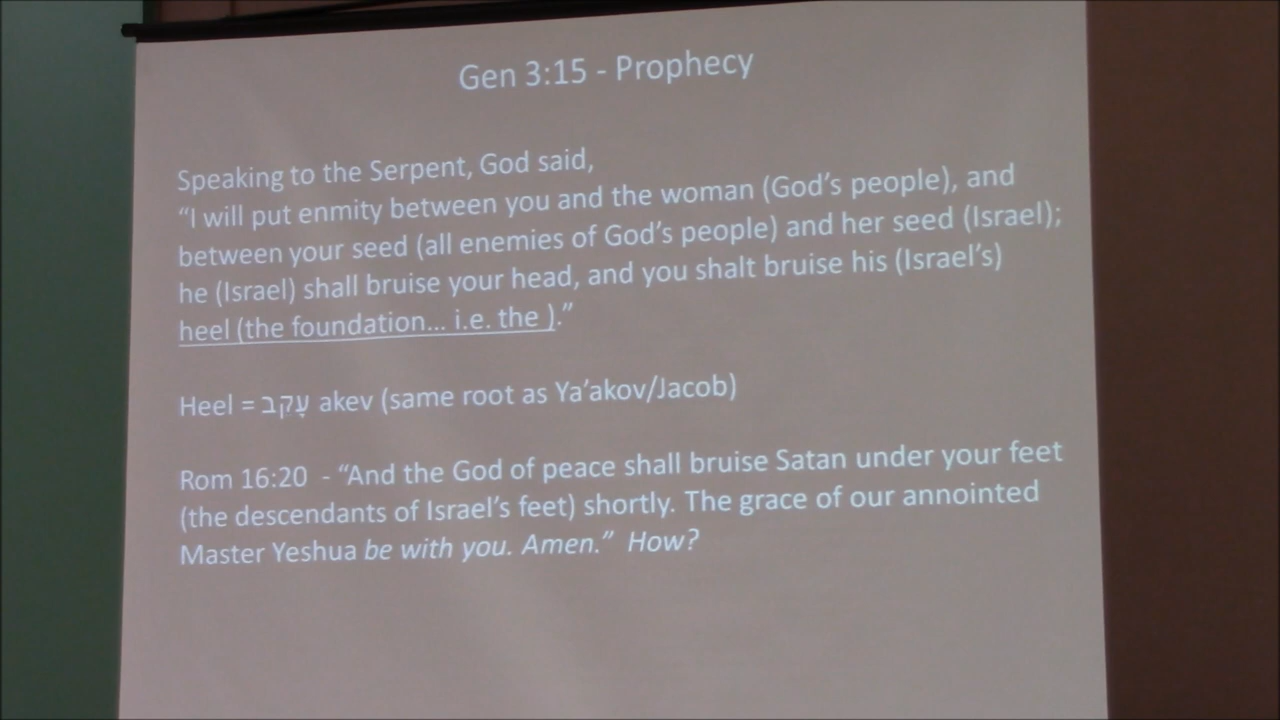 Gen 3:15 - Prophecy
Speaking to the Serpent, God said,
“I will put enmity between you and the woman (God’s people), and
between your seed (all enemies of God’s people) and her seed (Israel);
he (Israel) shall bruise your head, and you shalt bruise his (Israel’s)
heel (the foundation... i.e. the ).”
Heel = עָקב akev (same root as Ya’akov/Jacob)
Rom 16:20 - “And the God of peace shall bruise Satan under your feet
(the descendants of Israel’s feet) shortly. The grace of our annointed
Master Yeshua be with you. Amen.” How?